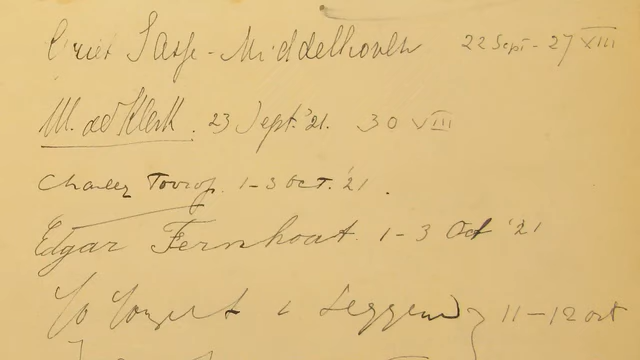 Middelhoven 22 Sept - 27 XIII
M. de Klerk. 23 Sept. '21. 30 VIII
Charley Toorop. 1-3 Oct. '21.
Edgar Fernhout. 1-3 Oct '21
11-12 oct